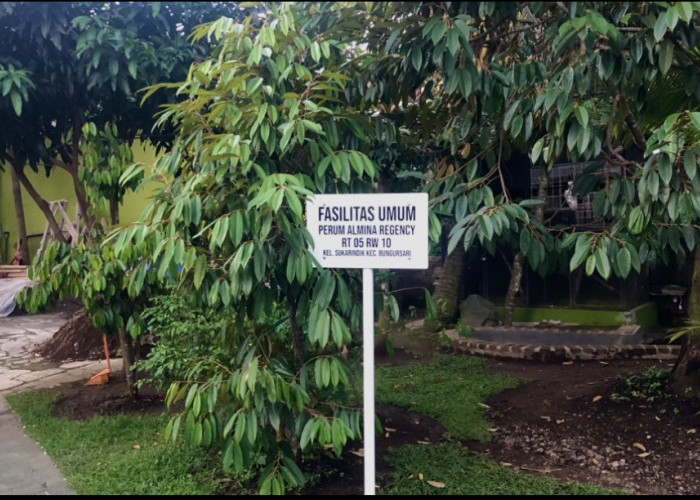 FASILITAS UMUM
PERUM ALMINA REGENCY
RT 05 RW 10
KEL. SUKARINDIK KEC. BUNGURSARI